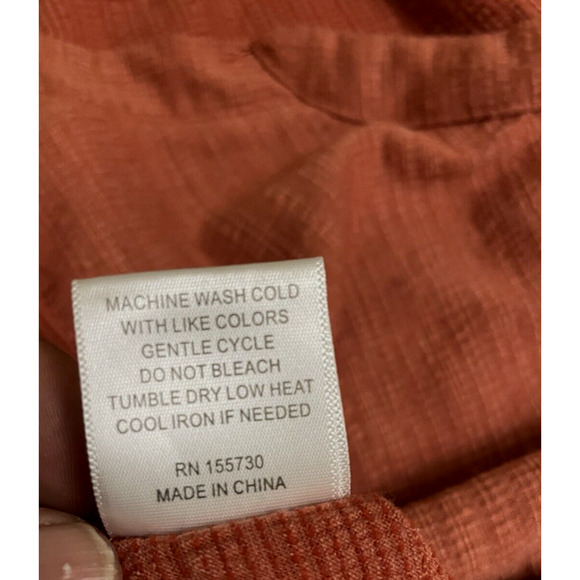 MACHINE WASH COLD
WITH LIKE COLORS
GENTLE CYCLE
DO NOT BLEACH
TUMBLE DRY LOW HEAT
COOL IRON IF NEEDED
RN 155730
MADE IN CHINA